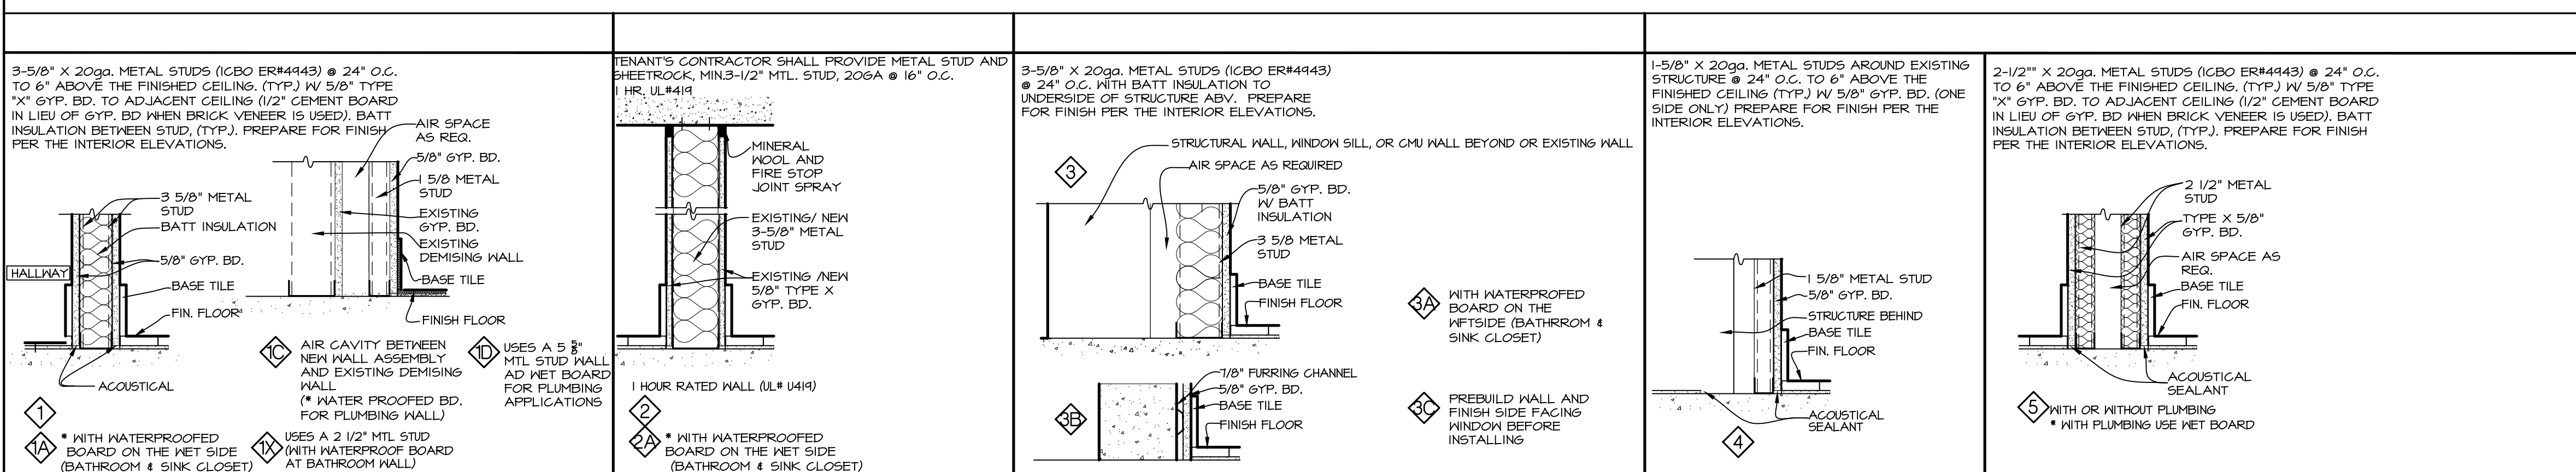 3-5/8" X 20ga. METAL STUDS (ICBO ER#4943) @ 24" O.C.
TO 6" ABOVE THE FINISHED CEILING. (TYP.) W/ 5/8" TYPE
"X" GYP. BD. TO ADJACENT CEILING (1/2" CEMENT BOARD
IN LIEU OF GYP. BD WHEN BRICK VENEER IS USED). BATT
INSULATION BETWEEN STUD, (TYP.). PREPARE FOR FINISH
PER THE INTERIOR ELEVATIONS.
AIR SPACE
AS REQ.
5/8" GYP. BD.
1 5/8 METAL
STUD
EXISTING
GYP. BD.
EXISTING
DEMISING WALL
BASE TILE
FINISH FLOOR
3 5/8" METAL
STUD
BATT INSULATION
5/8" GYP. BD.
HALLWAY
BASE TILE
FIN. FLOOR
ACOUSTICAL
1C
AIR CAVITY BETWEEN
NEW WALL ASSEMBLY
AND EXISTING DEMISING
WALL
(* WATER PROOFED BD.
FOR PLUMBING WALL)
1D
USES A 5 5/8"
MTL STUD WALL
AD WET BOARD
FOR PLUMBING
APPLICATIONS
1
1A
* WITH WATERPROOFED
BOARD ON THE WET SIDE
(BATHROOM & SINK CLOSET)
1X
USES A 2 1/2" MTL STUD
(WITH WATERPROOF BOARD
AT BATHROOM WALL)
TENANT'S CONTRACTOR SHALL PROVIDE METAL STUD AND
SHEETROCK, MIN.3-1/2" MTL. STUD, 20GA @ 16" O.C.
1 HR. UL#419
MINERAL
WOOL AND
FIRE STOP
JOINT SPRAY
EXISTING/ NEW
3-5/8" METAL
STUD
EXISTING /NEW
5/8" TYPE X
GYP. BD.
1 HOUR RATED WALL (UL# U419)
2
2A
* WITH WATERPROOFED
BOARD ON THE WET SIDE
(BATHROOM & SINK CLOSET)
3-5/8" X 20ga. METAL STUDS (ICBO ER#4943)
@ 24" O.C. WITH BATT INSULATION TO
UNDERSIDE OF STRUCTURE ABV.  PREPARE
FOR FINISH PER THE INTERIOR ELEVATIONS.
STRUCTURAL WALL, WINDOW SILL, OR CMU WALL BEYOND OR EXISTING WALL
3
AIR SPACE AS REQUIRED
5/8" GYP. BD.
W/ BATT
INSULATION
3 5/8 METAL
STUD
BASE TILE
FINISH FLOOR
3A
WITH WATERPROFED
BOARD ON THE
WFTSIDE (BATHRROM &
SINK CLOSET)
7/8" FURRING CHANNEL
5/8" GYP. BD.
BASE TILE
FINISH FLOOR
3B
3C
PREBUILD WALL AND
FINISH SIDE FACING
WINDOW BEFORE
INSTALLING
1-5/8" X 20ga. METAL STUDS AROUND EXISTING
STRUCTURE @ 24" O.C. TO 6" ABOVE THE
FINISHED CEILING (TYP.) W/ 5/8" GYP. BD. (ONE
SIDE ONLY) PREPARE FOR FINISH PER THE
INTERIOR ELEVATIONS.
1 5/8" METAL STUD
5/8" GYP. BD.
STRUCTURE BEHIND
BASE TILE
FIN. FLOOR
ACOUSTICAL
SEALANT
4
2-1/2"" X 20ga. METAL STUDS (ICBO ER#4943) @ 24" O.C.
TO 6" ABOVE THE FINISHED CEILING. (TYP.) W/ 5/8" TYPE
"X" GYP. BD. TO ADJACENT CEILING (1/2" CEMENT BOARD
IN LIEU OF GYP. BD WHEN BRICK VENEER IS USED). BATT
INSULATION BETWEEN STUD, (TYP.). PREPARE FOR FINISH
PER THE INTERIOR ELEVATIONS.
2 1/2" METAL
STUD
TYPE X 5/8"
GYP. BD.
AIR SPACE AS
REQ.
BASE TILE
FIN. FLOOR
ACOUSTICAL
SEALANT
5
WITH OR WITHOUT PLUMBING
* WITH PLUMBING USE WET BOARD